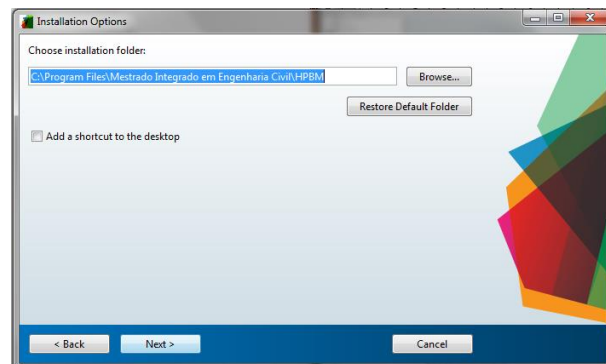 Installation Options
Choose installation folder:
C:\Program Files\Mestrado Integrado em Engenharia Civil\HPBM
Browse...
Restore Default Folder
Add a shortcut to the desktop
< Back
Next >
Cancel